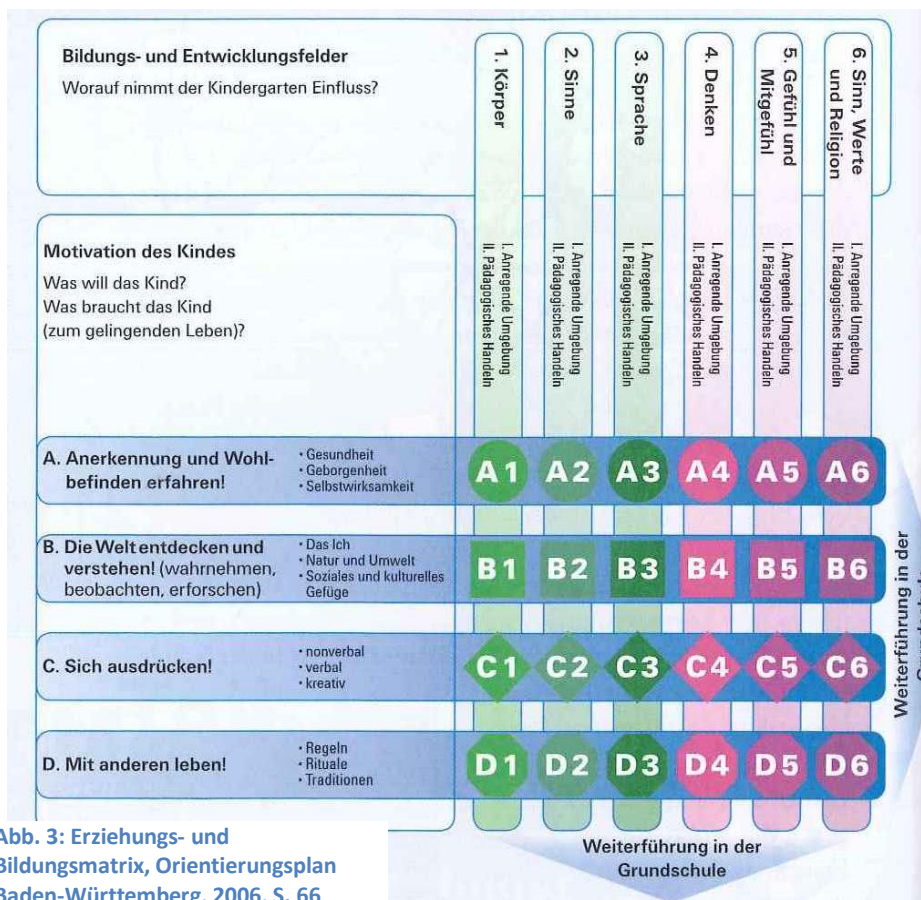 Bildungs- und Entwicklungsfelder
Worauf nimmt der Kindergarten Einfluss?
1. Körper
2. Sinne
3. Sprache
4. Denken
5. Gefühl und
Mitgefühl
6. Sinn, Werte
und Religion
Motivation des Kindes
Was will das Kind?
Was braucht das Kind
(zum gelingenden Leben)?
I. Anregende Umgebung
II. Pädagogisches Handeln
I. Anregende Umgebung
II. Pädagogisches Handeln
I. Anregende Umgebung
II. Pädagogisches Handeln
I. Anregende Umgebung
II. Pädagogisches Handeln
I. Anregende Umgebung
II. Pädagogisches Handeln
I. Anregende Umgebung
II. Pädagogisches Handeln
A. Anerkennung und Wohl-
befinden erfahren!
• Gesundheit
• Geborgenheit
• Selbstwirksamkeit
A1 A2 A3 A4 A5 A6
B. Die Welt entdecken und
verstehen! (wahrnehmen,
beobachten, erforschen)
• Das Ich
• Natur und Umwelt
• Soziales und kulturelles
Gefüge
B1 B2 B3 B4 B5 B6
C. Sich ausdrücken!
• nonverbal
• verbal
• kreativ
C1 C2 C3 C4 C5 C6
D. Mit anderen leben!
• Regeln
• Rituale
• Traditionen
D1 D2 D3 D4 D5 D6
Weiterführung in der
Weiterführung in der
Grundschule
Abb. 3: Erziehungs- und
Bildungsmatrix, Orientierungsplan
Baden-Württemberg, 2006, S. 66